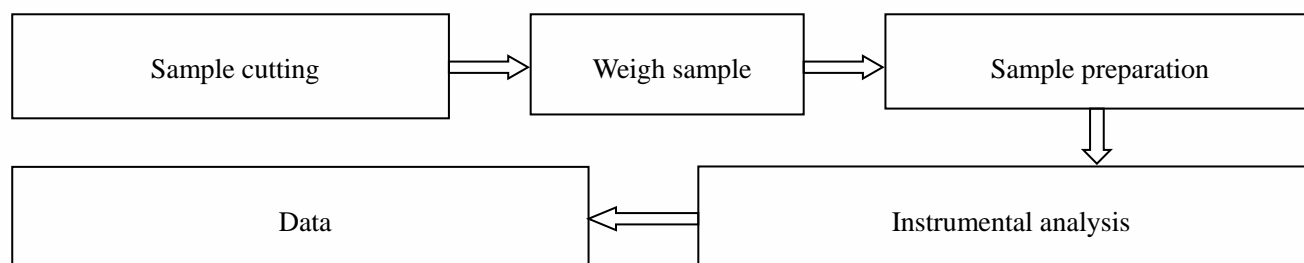 Sample cutting
Weigh sample
Sample preparation
Instrumental analysis
Data